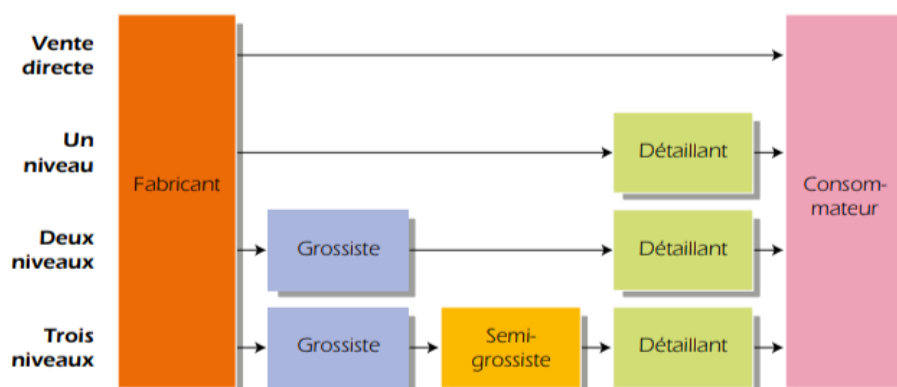 Vente
directe
Un
niveau
Détaillant
Fabricant
Consom-
mateur
Deux
niveaux
Grossiste
Détaillant
Trois
niveaux
Grossiste
Semi-
grossiste
Détaillant